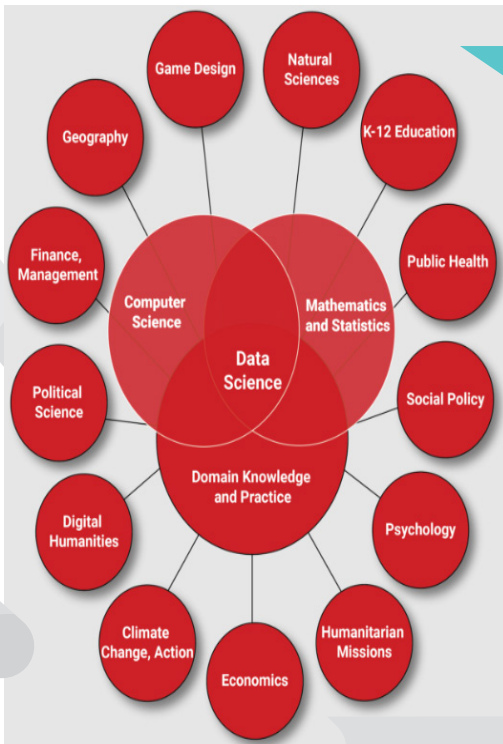 Game Design
Natural
Sciences
Geography
K-12 Education
Finance,
Management
Public Health
Computer
Science
Mathematics
and Statistics
Data
Science
Political
Science
Social Policy
Domain Knowledge
and Practice
Digital
Humanities
Psychology
Climate
Change, Action
Humanitarian
Missions
Economics